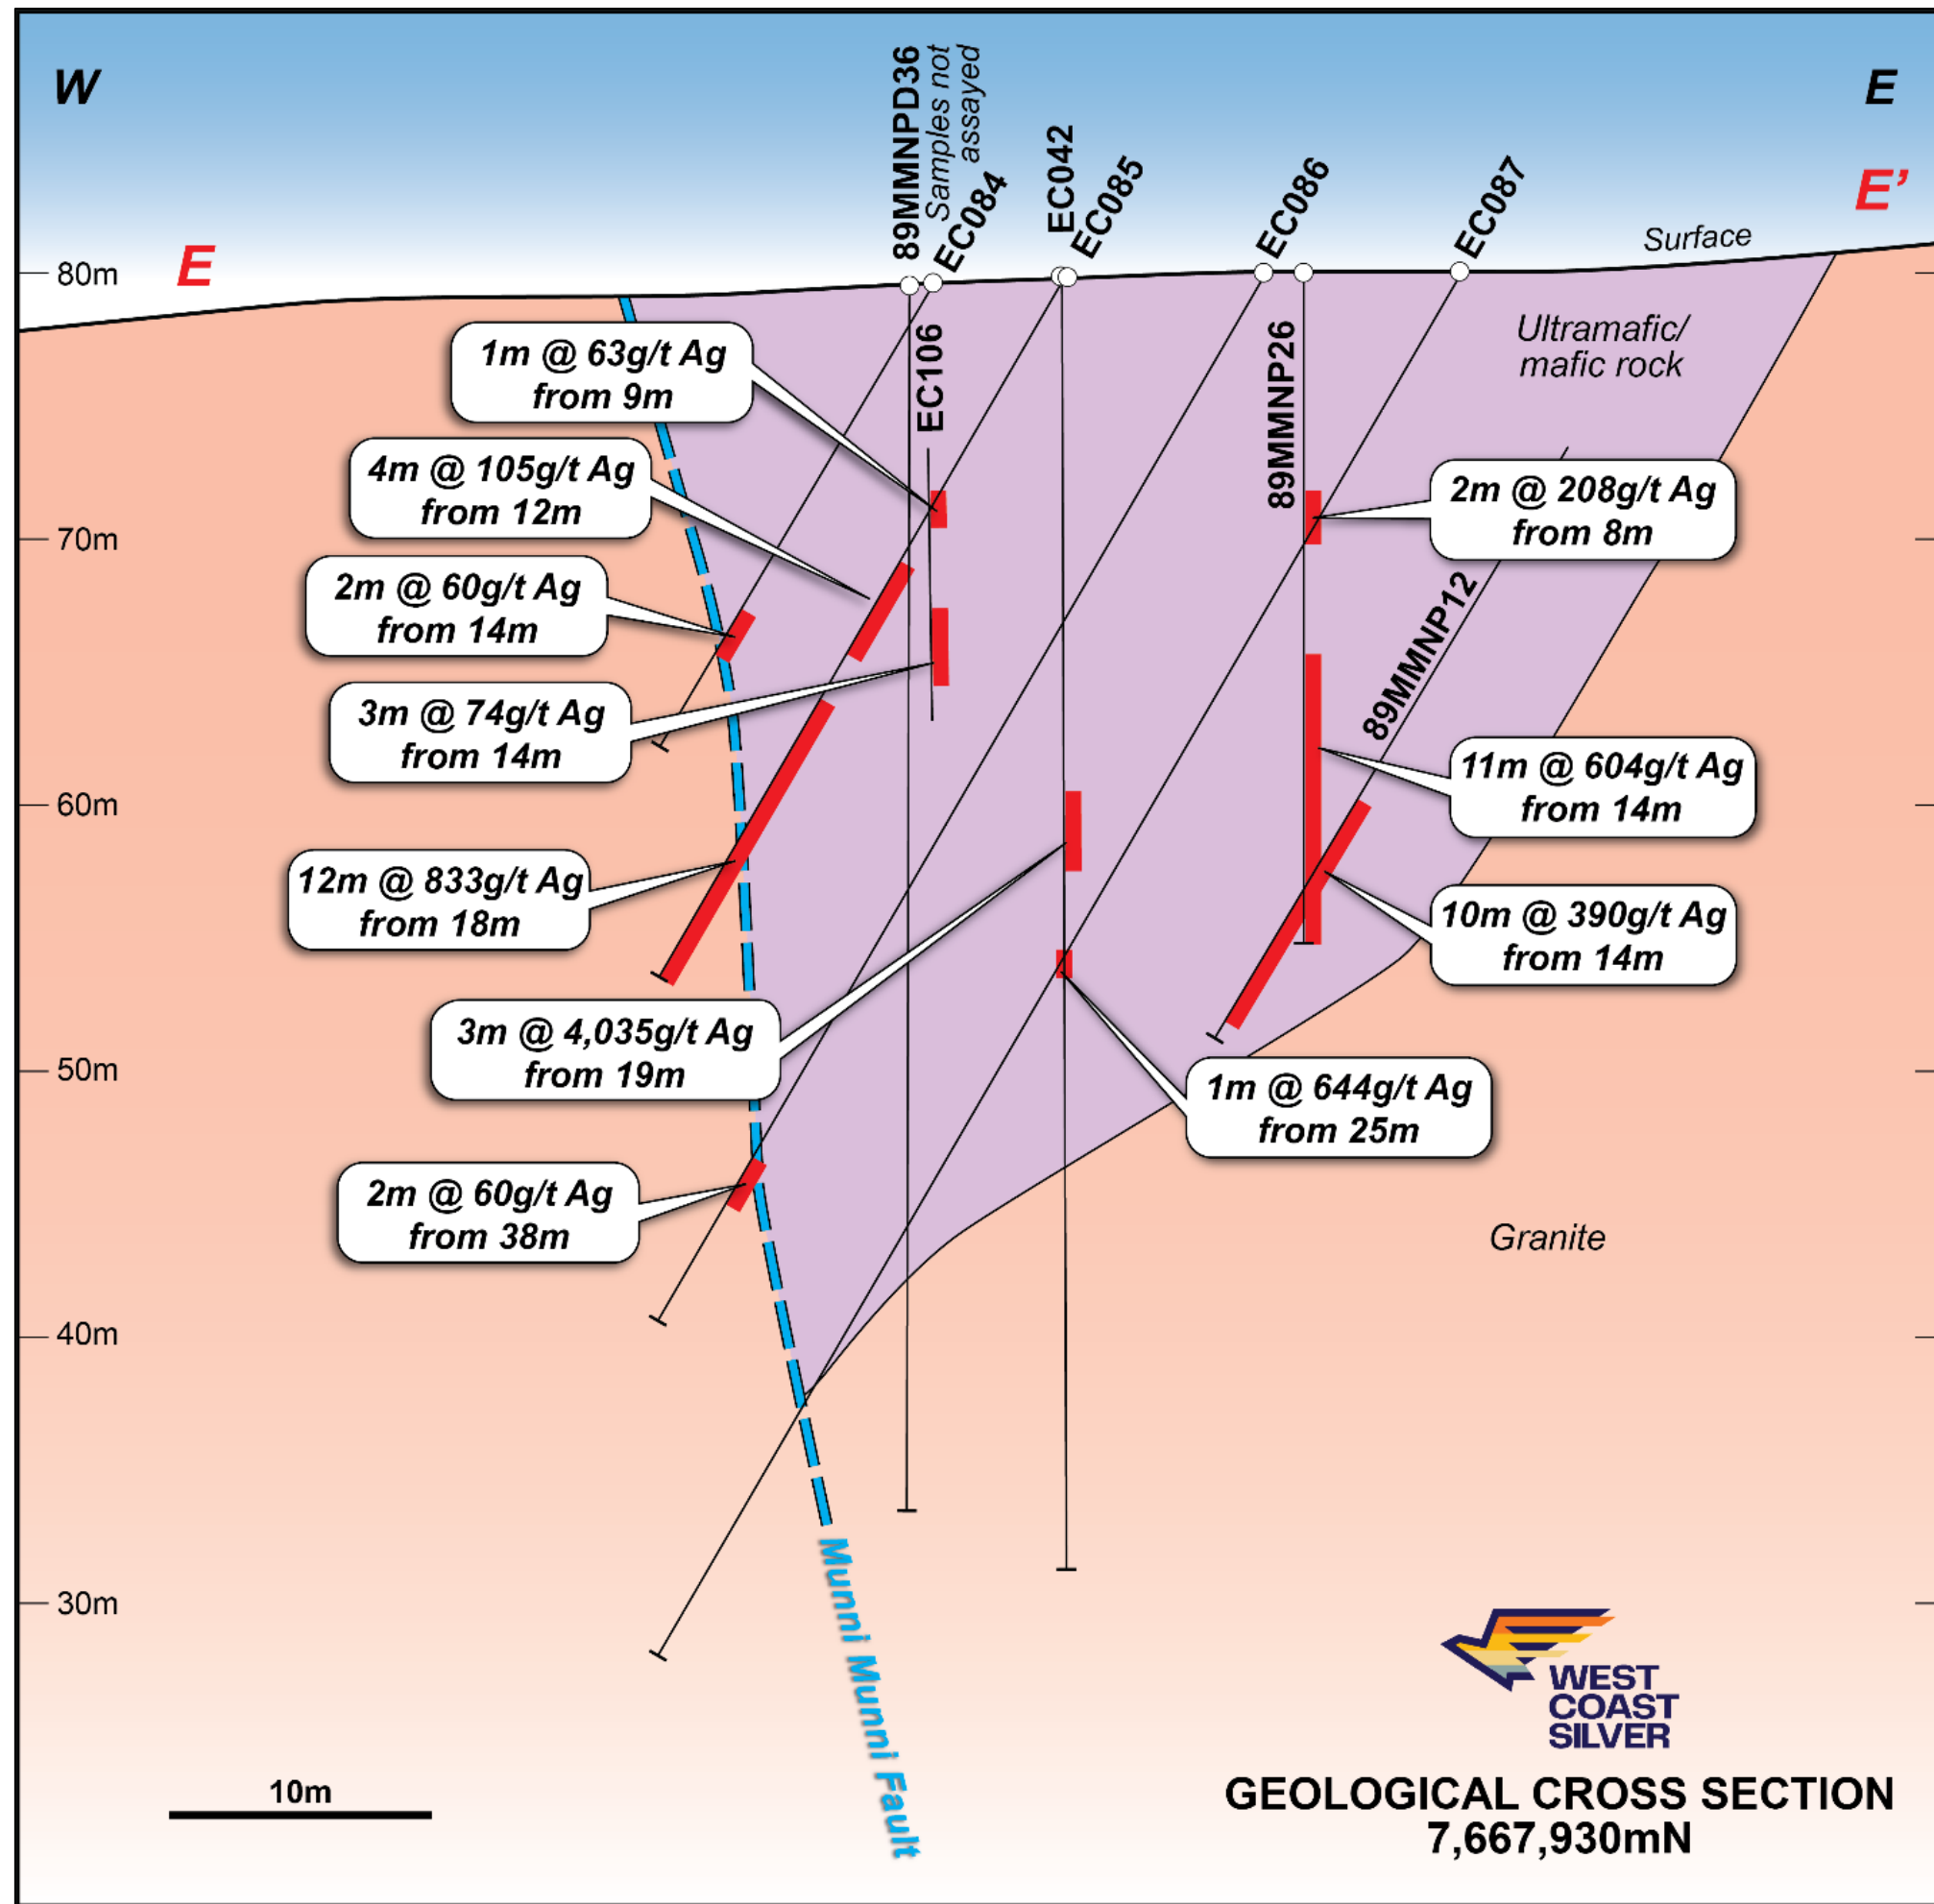 W
E
E
E’
89MMNPD36
Samples not
assayed
EC084
EC042
EC085
EC086
EC087
Surface
80m
70m
60m
50m
40m
30m
EC106
89MMNP26
89MMNP12
Ultramafic/
mafic rock
1m @ 63g/t Ag
from 9m
4m @ 105g/t Ag
from 12m
2m @ 60g/t Ag
from 14m
3m @ 74g/t Ag
from 14m
12m @ 833g/t Ag
from 18m
3m @ 4,035g/t Ag
from 19m
2m @ 60g/t Ag
from 38m
2m @ 208g/t Ag
from 8m
11m @ 604g/t Ag
from 14m
10m @ 390g/t Ag
from 14m
1m @ 644g/t Ag
from 25m
Granite
Munni Munni Fault
10m
WEST
COAST
SILVER
GEOLOGICAL CROSS SECTION
7,667,930mN